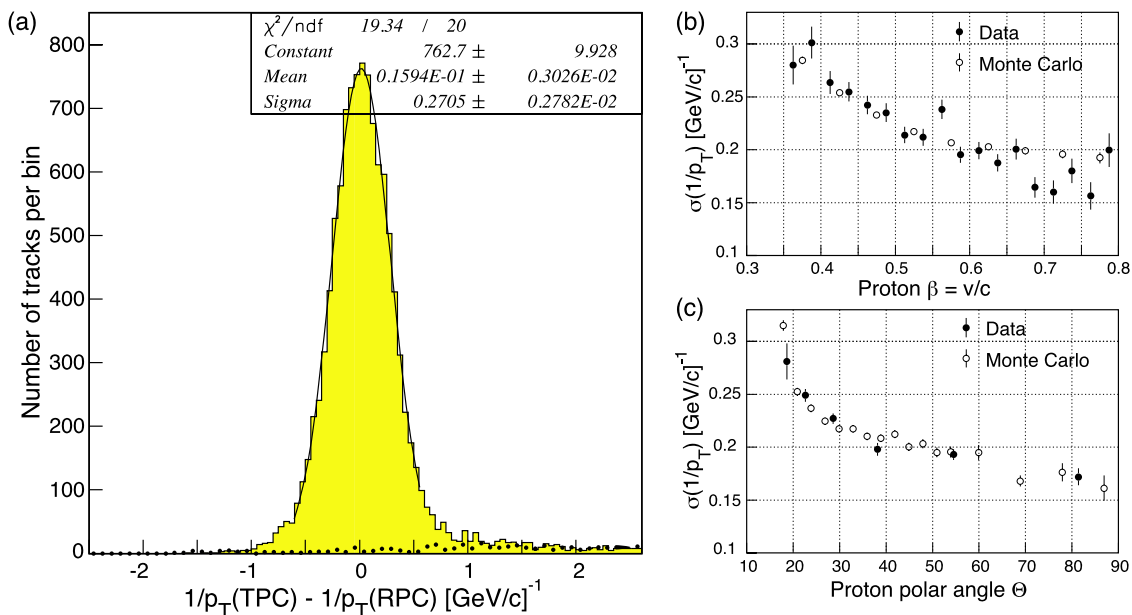 (a)
χ²/ndf 19.34 / 20
Constant 762.7 ± 9.928
Mean 0.1594E-01 ± 0.3026E-02
Sigma 0.2705 ± 0.2782E-02
800
700
600
500
400
300
200
100
0
Number of tracks per bin
-2 -1 0 1 2
1/p_T(TPC) - 1/p_T(RPC) [GeV/c]⁻¹
(b)
Data
Monte Carlo
0.3
0.25
0.2
0.15
0.1
σ(1/p_T) [GeV/c]⁻¹
0.3 0.4 0.5 0.6 0.7 0.8
Proton β = v/c
(c)
Data
Monte Carlo
0.3
0.25
0.2
0.15
0.1
σ(1/p_T) [GeV/c]⁻¹
10 20 30 40 50 60 70 80 90
Proton polar angle Θ